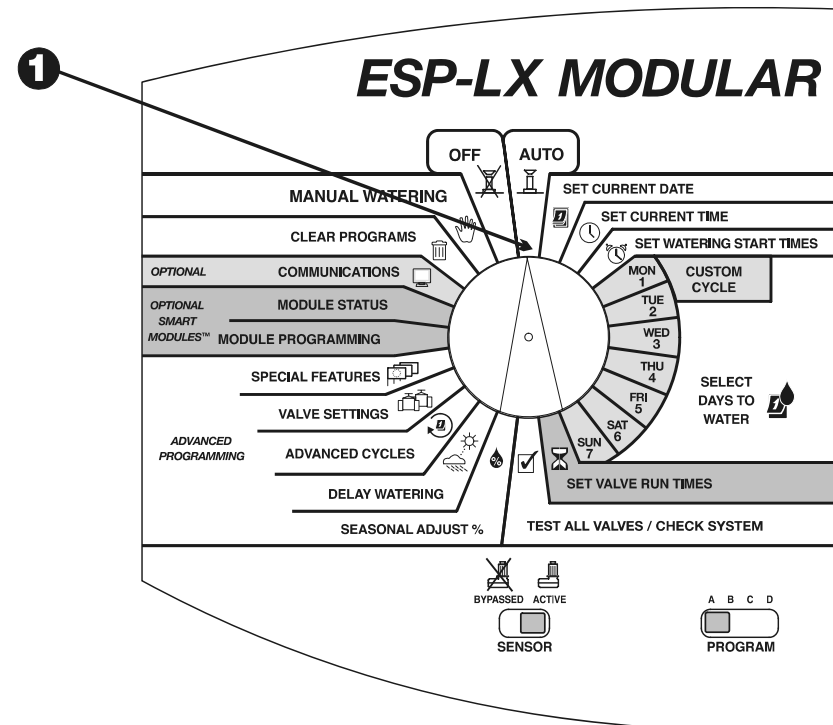 1
ESP-LX MODULAR
OFF
AUTO
MANUAL WATERING
CLEAR PROGRAMS
OPTIONAL
COMMUNICATIONS
OPTIONAL
SMART
MODULES™
MODULE STATUS
MODULE PROGRAMMING
SPECIAL FEATURES
VALVE SETTINGS
ADVANCED
PROGRAMMING
ADVANCED CYCLES
DELAY WATERING
SEASONAL ADJUST %
SET CURRENT DATE
SET CURRENT TIME
SET WATERING START TIMES
MON
1
CUSTOM
CYCLE
TUE
2
WED
3
THU
4
FRI
5
SAT
6
SUN
7
SELECT
DAYS TO
WATER
SET VALVE RUN TIMES
TEST ALL VALVES / CHECK SYSTEM
BYPASSED ACTIVE
SENSOR
A B C D
PROGRAM